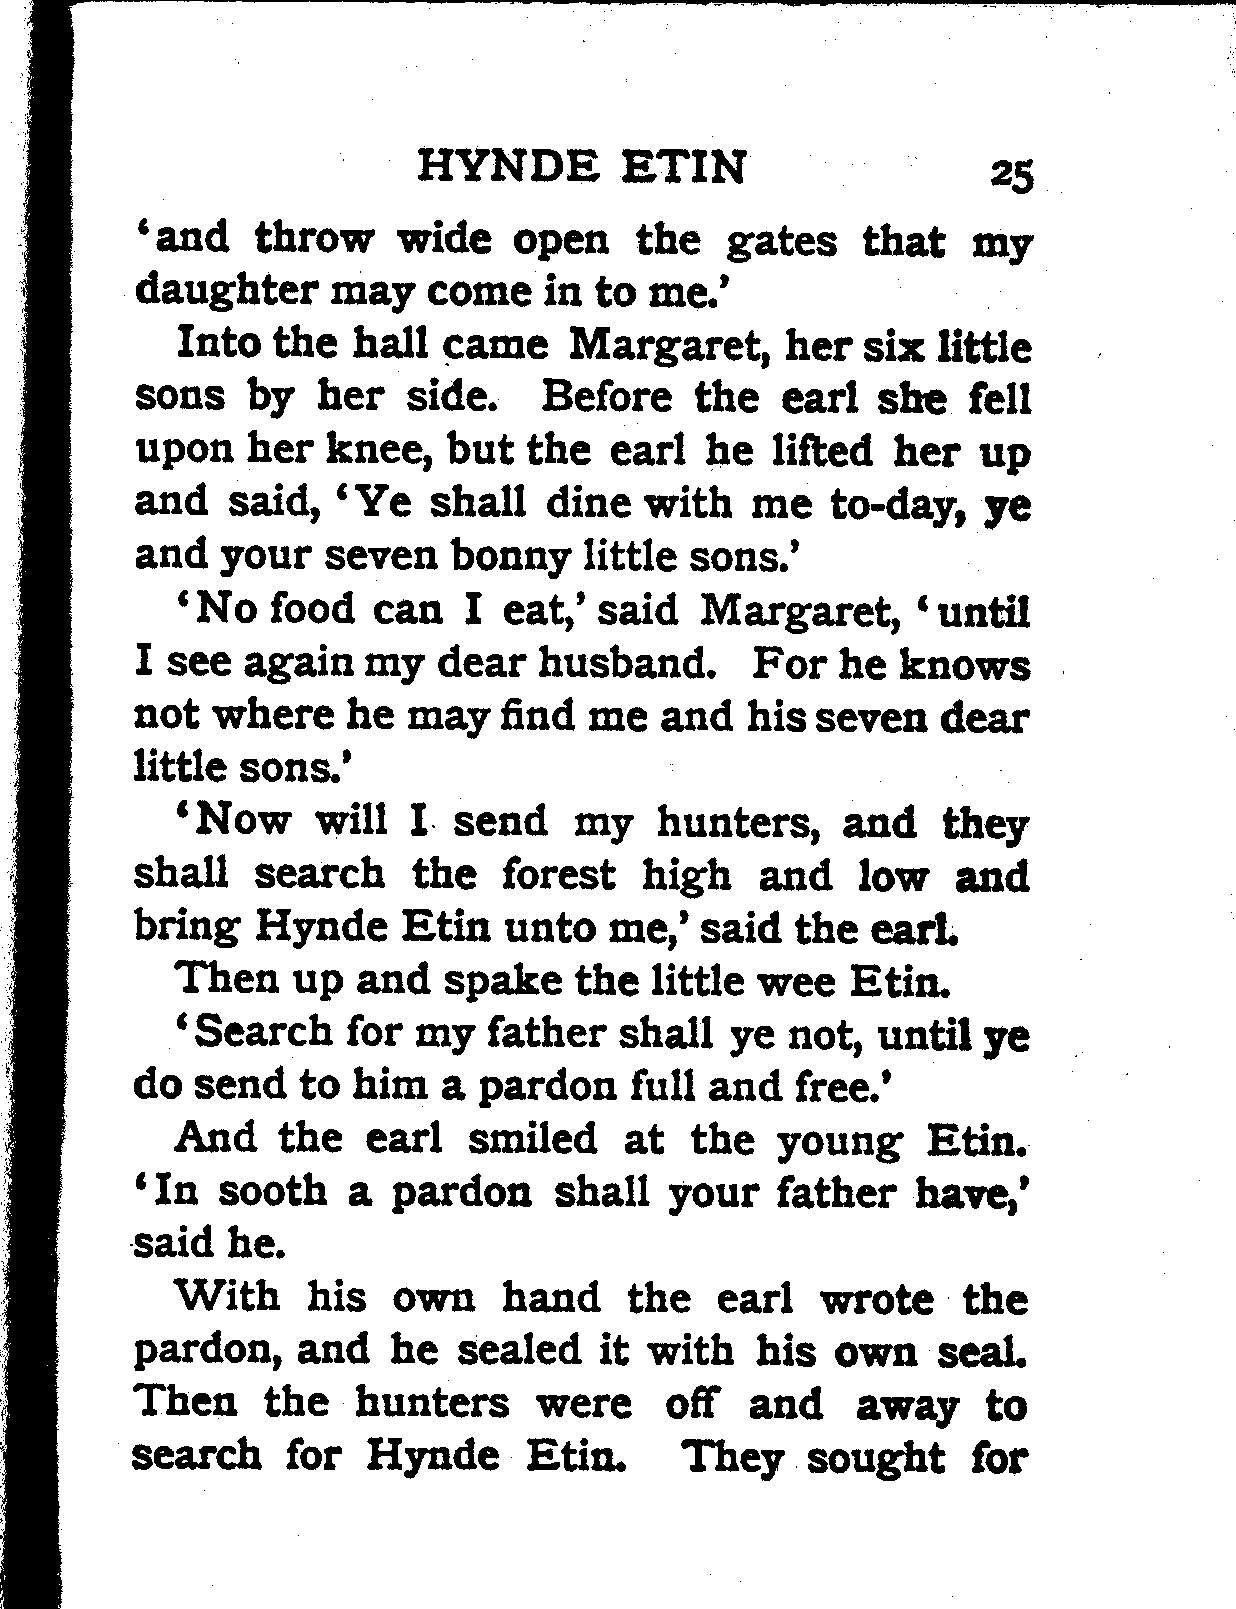 HYNDE ETIN 25
‘and throw wide open the gates that my
daughter may come in to me.’
Into the hall came Margaret, her six little
sons by her side. Before the earl she fell
upon her knee, but the earl he lifted her up
and said, ‘Ye shall dine with me to-day, ye
and your seven bonny little sons.’
‘No food can I eat,’ said Margaret, ‘until
I see again my dear husband. For he knows
not where he may find me and his seven dear
little sons.’
‘Now will I send my hunters, and they
shall search the forest high and low and
bring Hynde Etin unto me,’ said the earl.
Then up and spake the little wee Etin.
‘Search for my father shall ye not, until ye
do send to him a pardon full and free.’
And the earl smiled at the young Etin.
‘In sooth a pardon shall your father have,’
said he.
With his own hand the earl wrote the
pardon, and he sealed it with his own seal.
Then the hunters were off and away to
search for Hynde Etin. They sought for